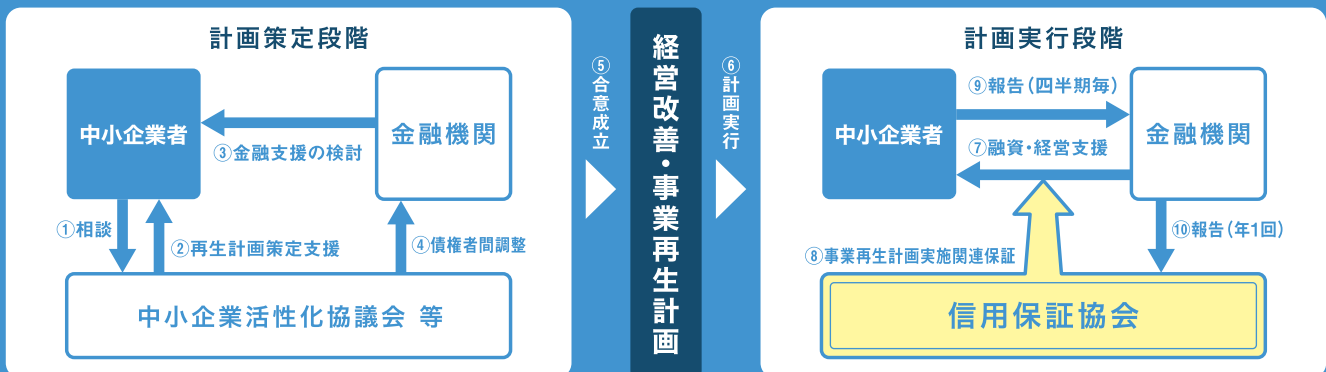 計画策定段階
中小企業者
金融機関
③金融支援の検討
①相談
②再生計画策定支援
④債権者間調整
中小企業活性化協議会 等
⑤合意成立
経営改善・事業再生計画
⑥計画実行
計画実行段階
中小企業者
⑨報告(四半期毎)
金融機関
⑦融資・経営支援
⑩報告(年1回)
⑧事業再生計画実施関連保証
信用保証協会